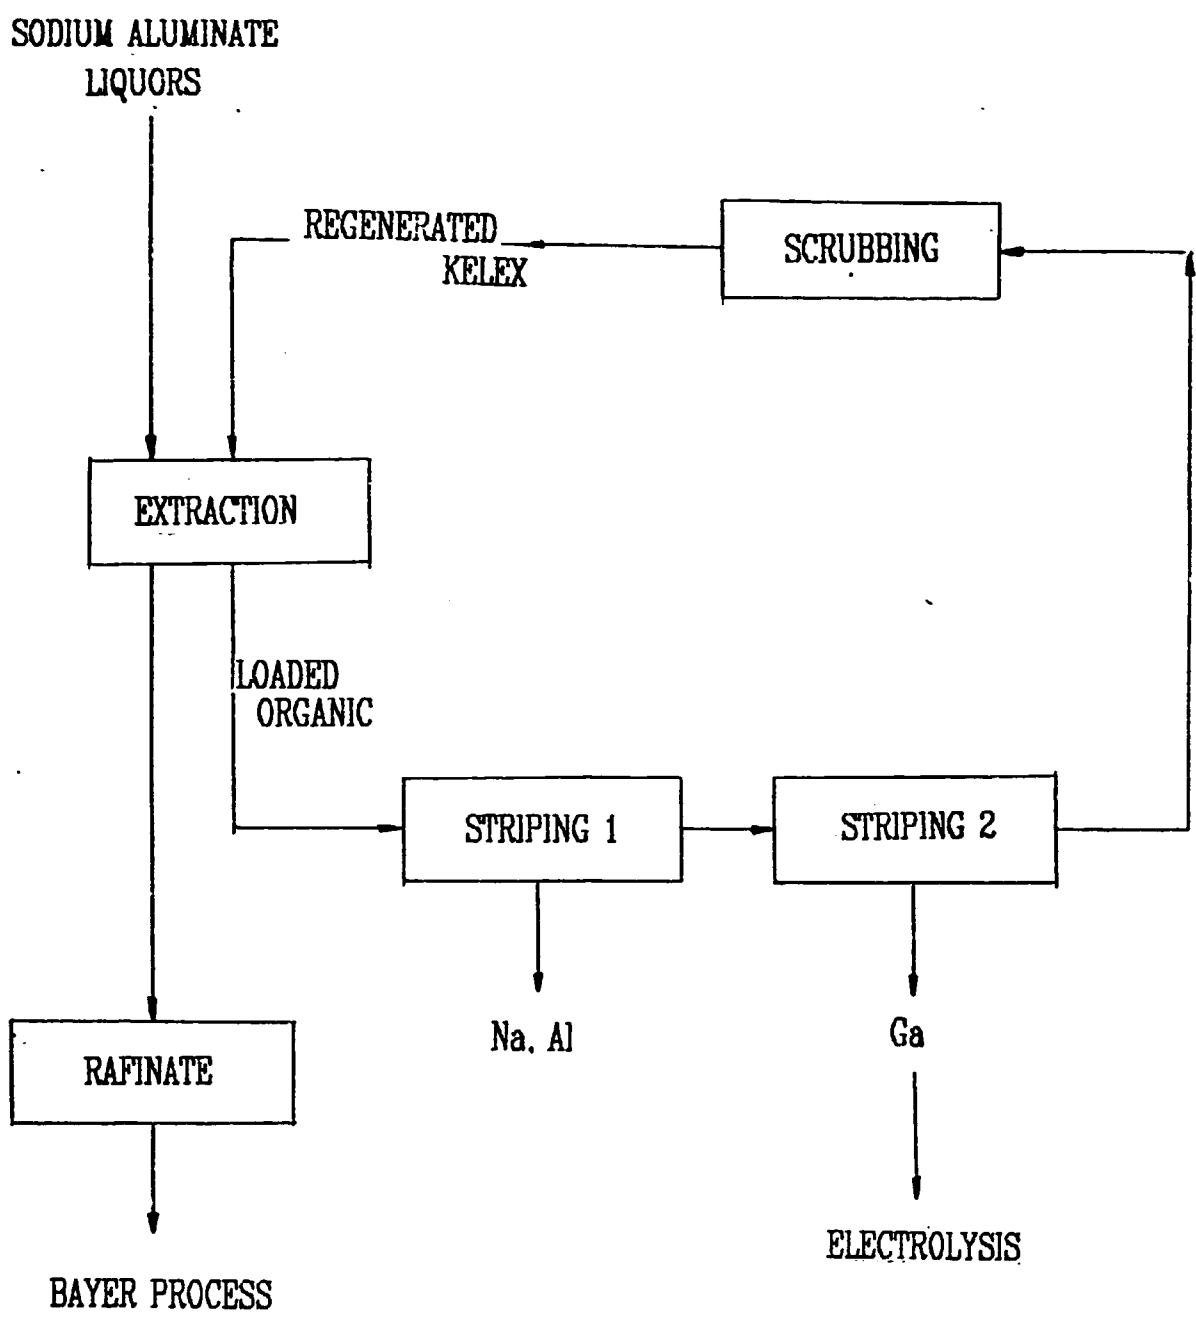 SODIUM ALUMINATE
LIQUORS
REGENERATED
KELEX
SCRUBBING
EXTRACTION
LOADED
ORGANIC
STRIPING 1
STRIPING 2
Na, Al
Ga
RAFINATE
ELECTROLYSIS
BAYER PROCESS